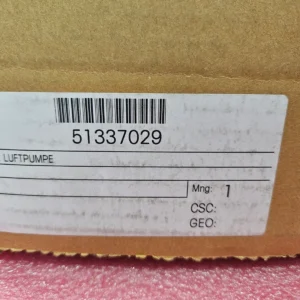 51337029
LUFTPUMPE
Mng: 1
CSC:
GEO: